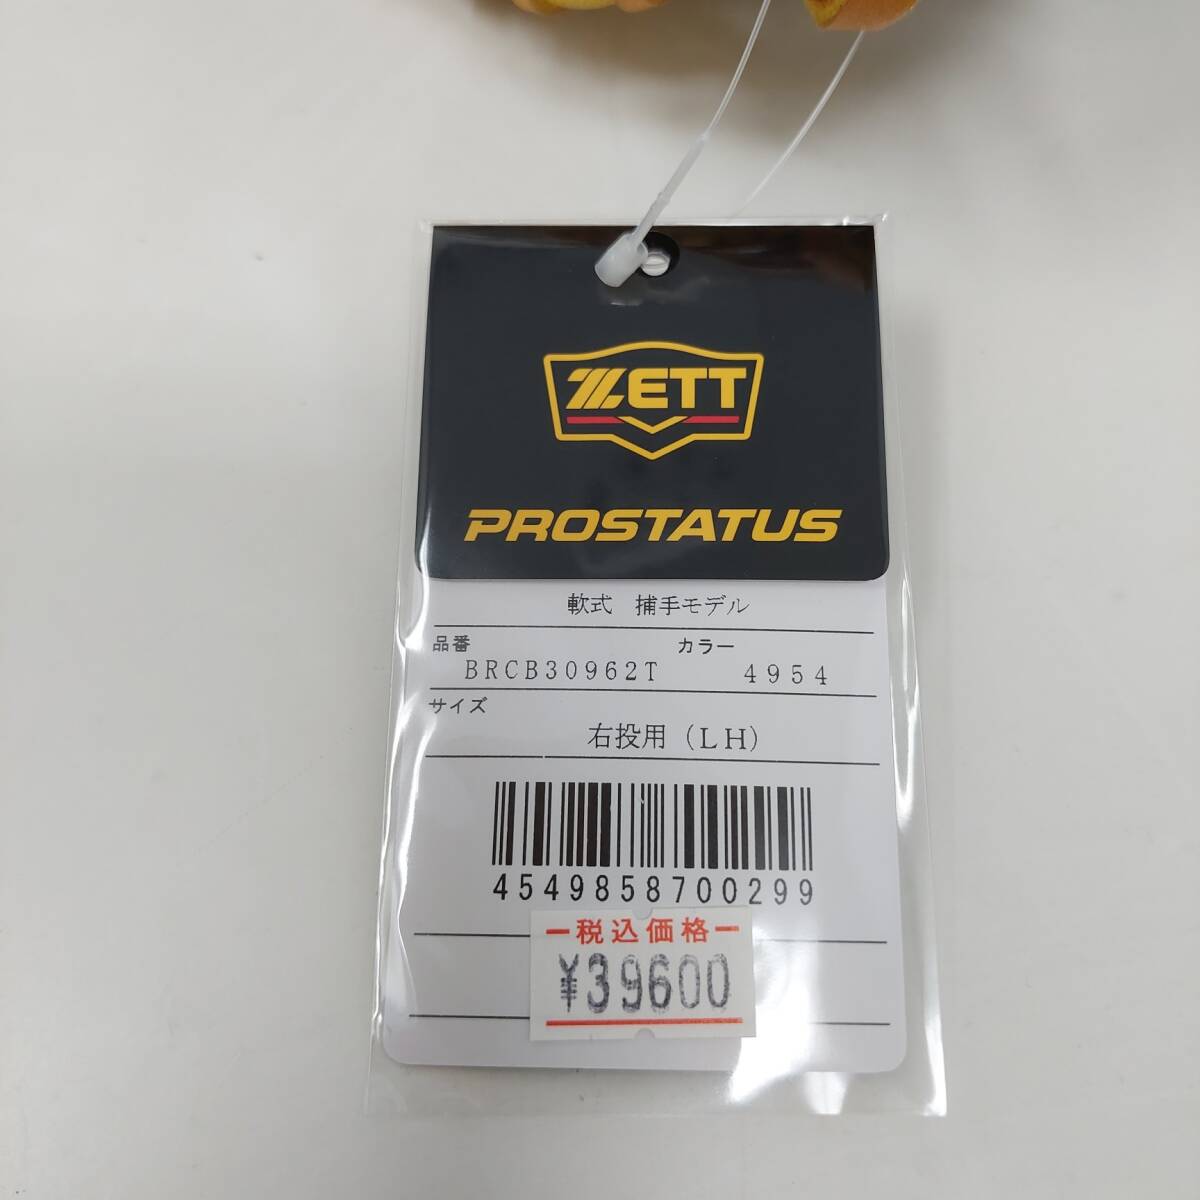 ZETT
PROSTATUS
軟式　捕手モデル
品番
カラー
BRCB30962T
4954
サイズ
右投用（LH）
4549858700299
税込価格
¥39600